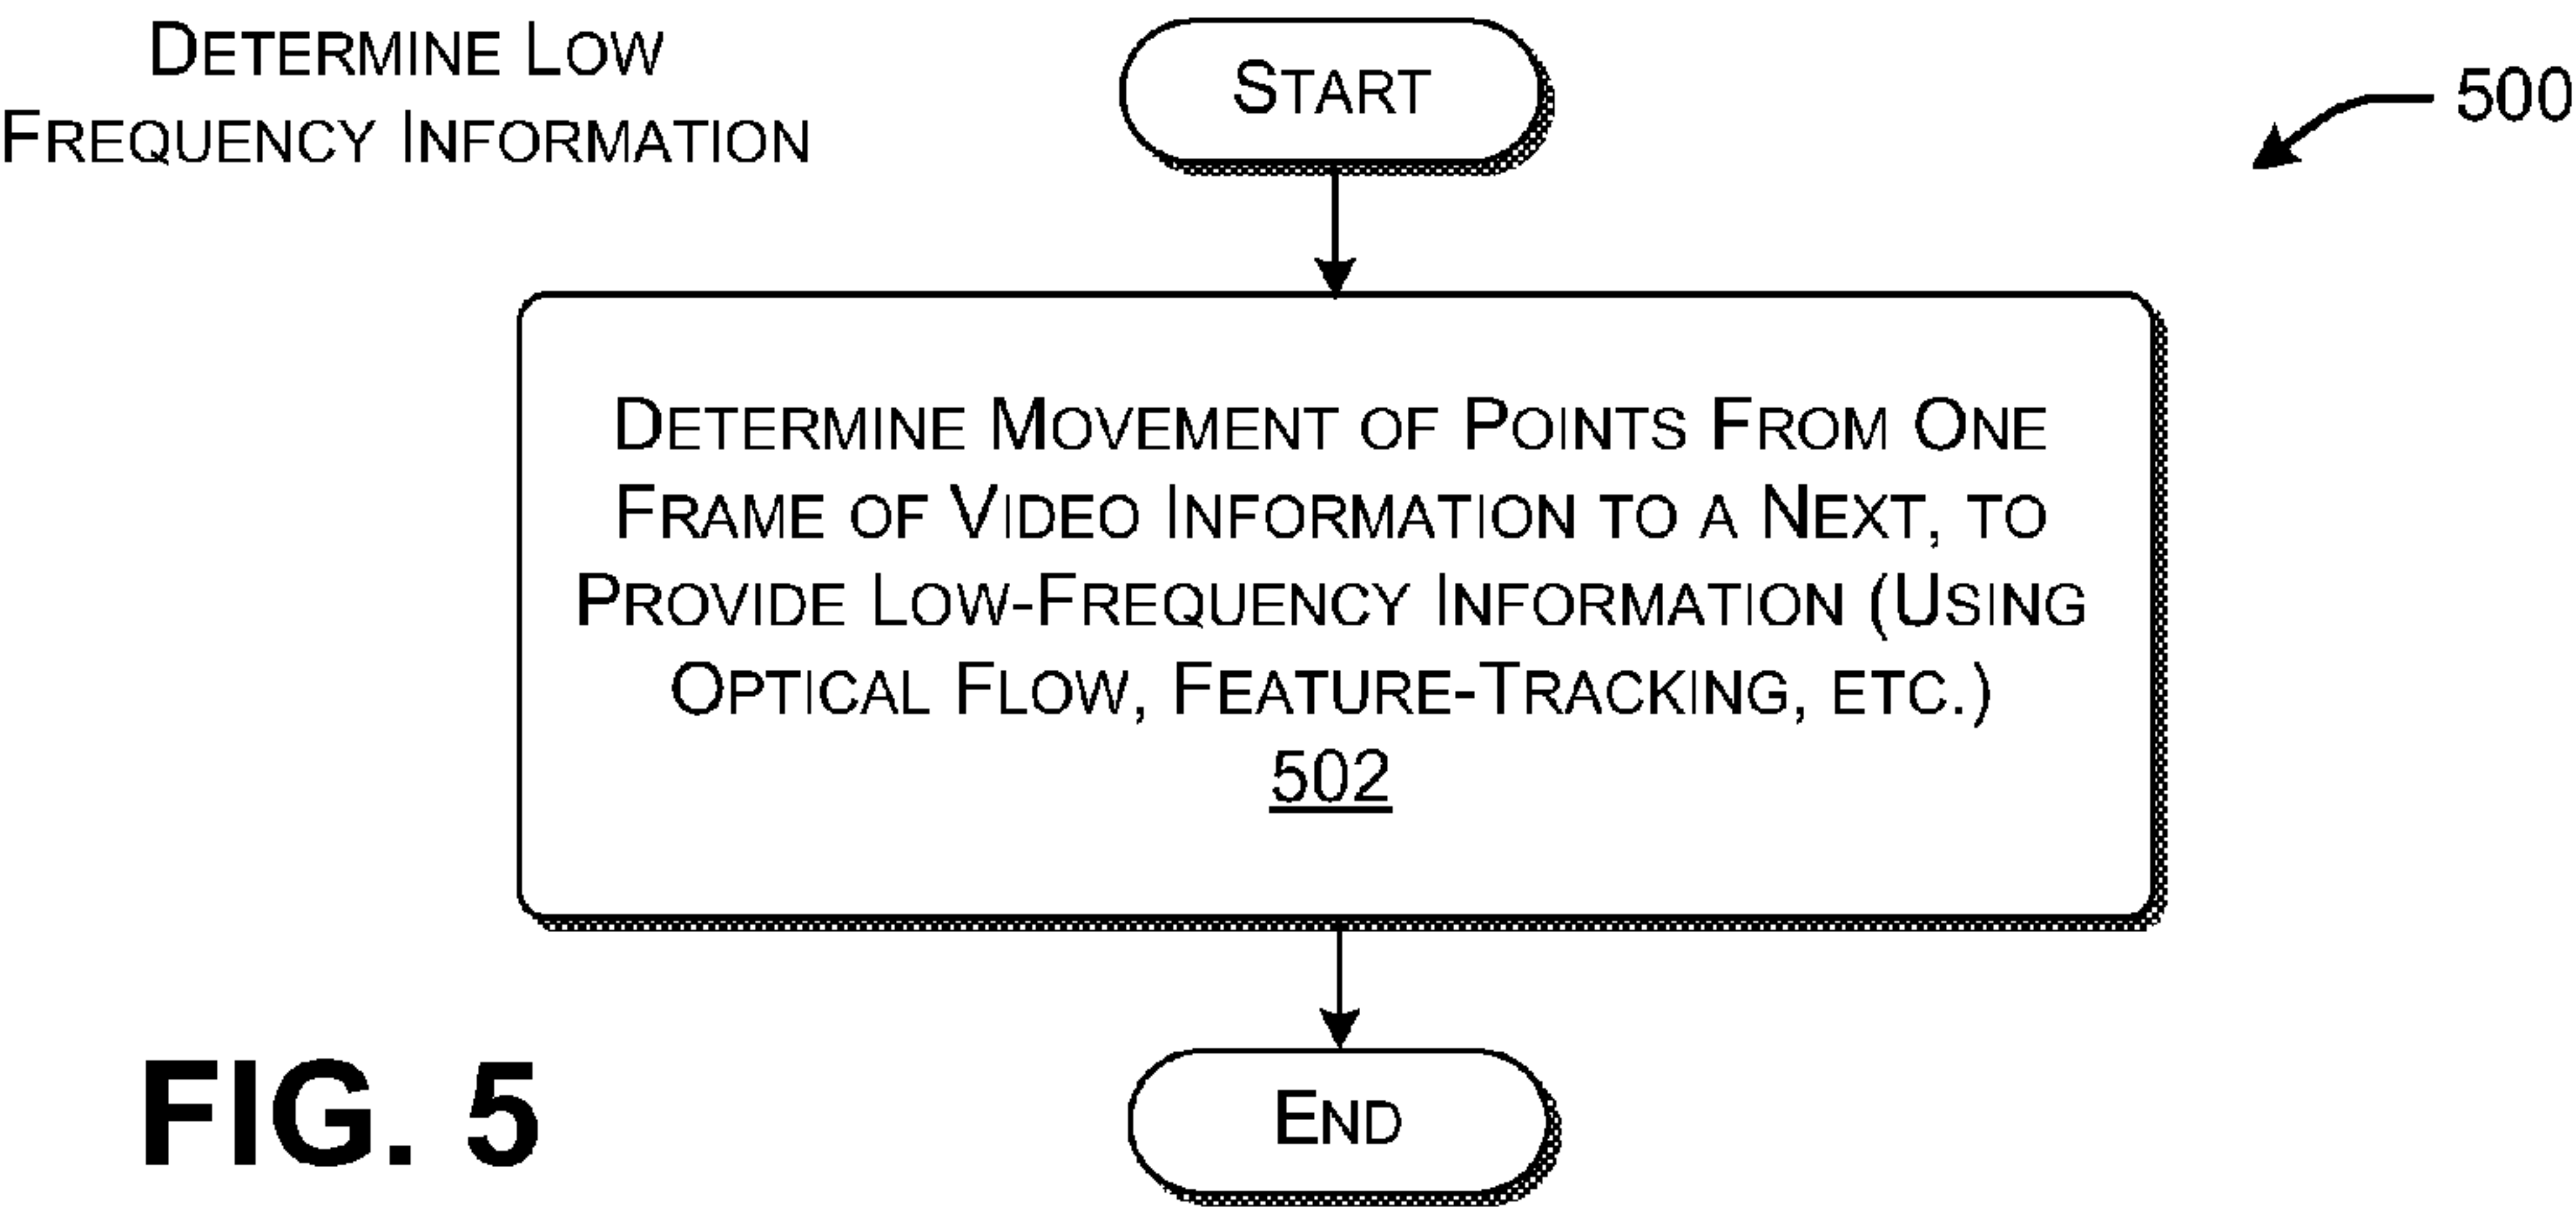 DETERMINE LOW
FREQUENCY INFORMATION
START
500
DETERMINE MOVEMENT OF POINTS FROM ONE
FRAME OF VIDEO INFORMATION TO A NEXT, TO
PROVIDE LOW-FREQUENCY INFORMATION (USING
OPTICAL FLOW, FEATURE-TRACKING, ETC.)
502
END
FIG. 5